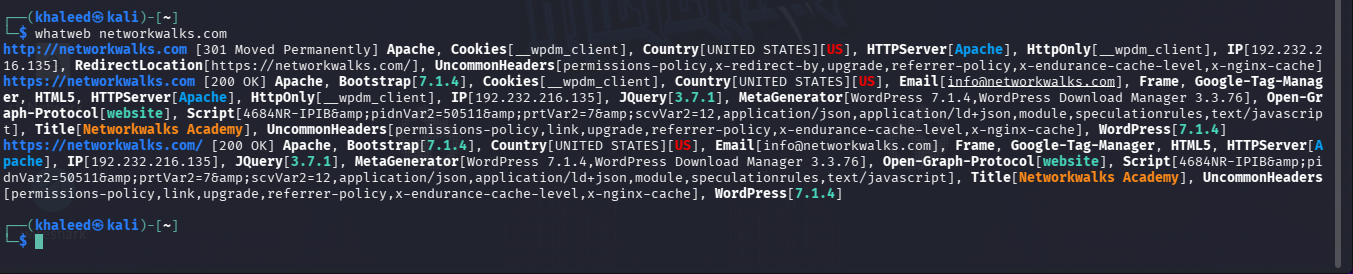 ┌──(khaleed㉿kali)-[~]
└─$ whatweb networkwalks.com
http://networkwalks.com [301 Moved Permanently] Apache, Cookies[__wpdm_client], Country[UNITED STATES][US], HTTPServer[Apache], HttpOnly[__wpdm_client], IP[192.232.2
16.135], RedirectLocation[https://networkwalks.com/], UncommonHeaders[permissions-policy,x-redirect-by,upgrade,referrer-policy,x-endurance-cache-level,x-nginx-cache]
https://networkwalks.com [200 OK] Apache, Bootstrap[7.1.4], Cookies[__wpdm_client], Country[UNITED STATES][US], Email[info@networkwalks.com], Frame, Google-Tag-Manag
er, HTML5, HTTPServer[Apache], HttpOnly[__wpdm_client], IP[192.232.216.135], JQuery[3.7.1], MetaGenerator[WordPress 7.1.4,WordPress Download Manager 3.3.76], Open-Gr
aph-Protocol[website], Script[4684NR-IPIB&amp;pidnVar2=50511&amp;prtVar2=7&amp;scvVar2=12,application/json,application/ld+json,module,speculationrules,text/javascrip
t], Title[Networkwalks Academy], UncommonHeaders[permissions-policy,link,upgrade,referrer-policy,x-endurance-cache-level,x-nginx-cache], WordPress[7.1.4]
https://networkwalks.com/ [200 OK] Apache, Bootstrap[7.1.4], Country[UNITED STATES][US], Email[info@networkwalks.com], Frame, Google-Tag-Manager, HTML5, HTTPServer[A
pache], IP[192.232.216.135], JQuery[3.7.1], MetaGenerator[WordPress 7.1.4,WordPress Download Manager 3.3.76], Open-Graph-Protocol[website], Script[4684NR-IPIB&amp;pi
dnVar2=50511&amp;prtVar2=7&amp;scvVar2=12,application/json,application/ld+json,module,speculationrules,text/javascript], Title[Networkwalks Academy], UncommonHeaders
[permissions-policy,link,upgrade,referrer-policy,x-endurance-cache-level,x-nginx-cache], WordPress[7.1.4]
┌──(khaleed㉿kali)-[~]
└─$